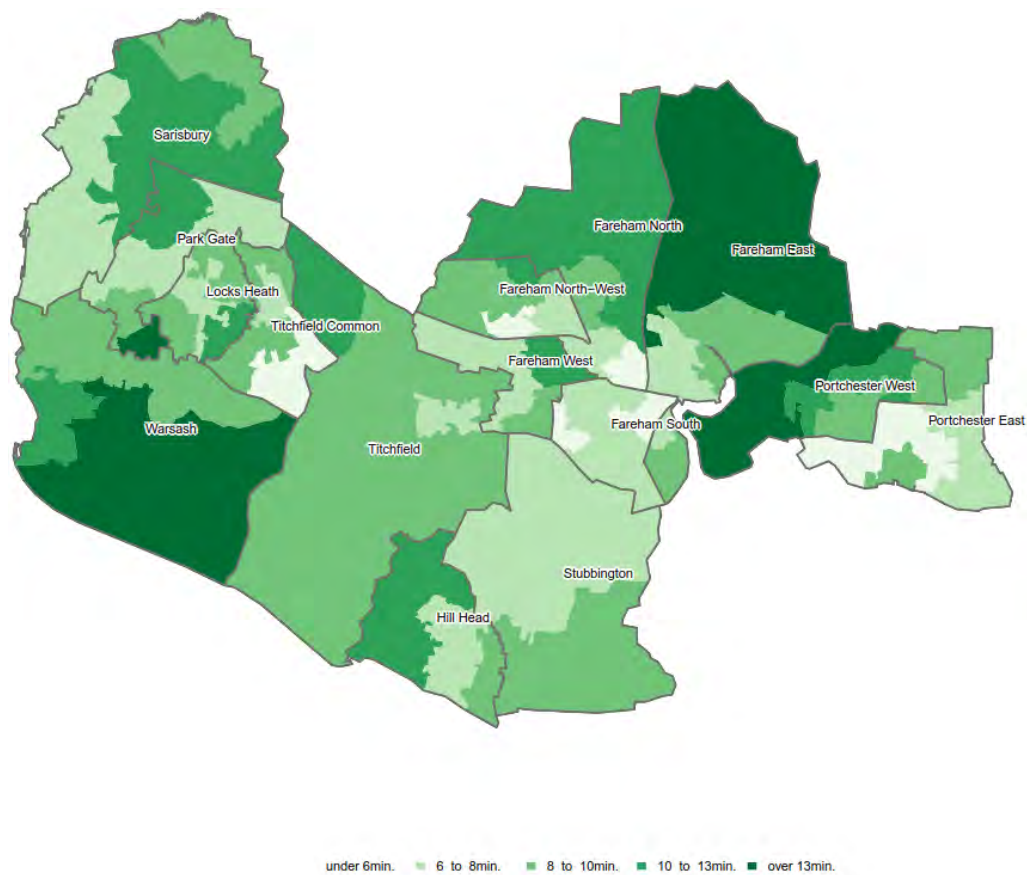 Sarisbury
Fareham North
Park Gate
Fareham East
Locks Heath
Fareham North-West
Titchfield Common
Fareham West
Portchester West
Warsash
Fareham South
Portchester East
Titchfield
Stubbington
Hill Head
under 6min. 6 to 8min. 8 to 10min. 10 to 13min. over 13min.